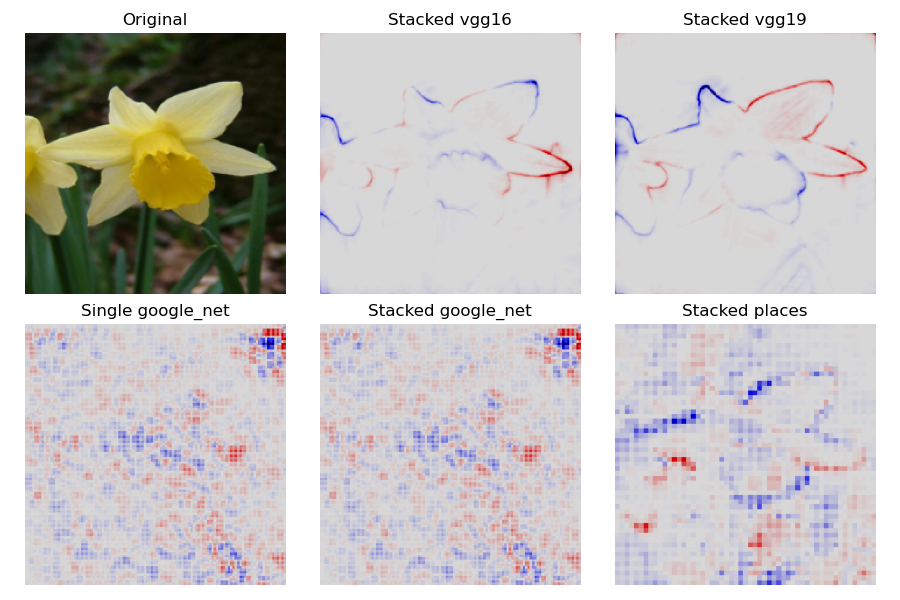 Original
Stacked vgg16
Stacked vgg19
Single google_net
Stacked google_net
Stacked places